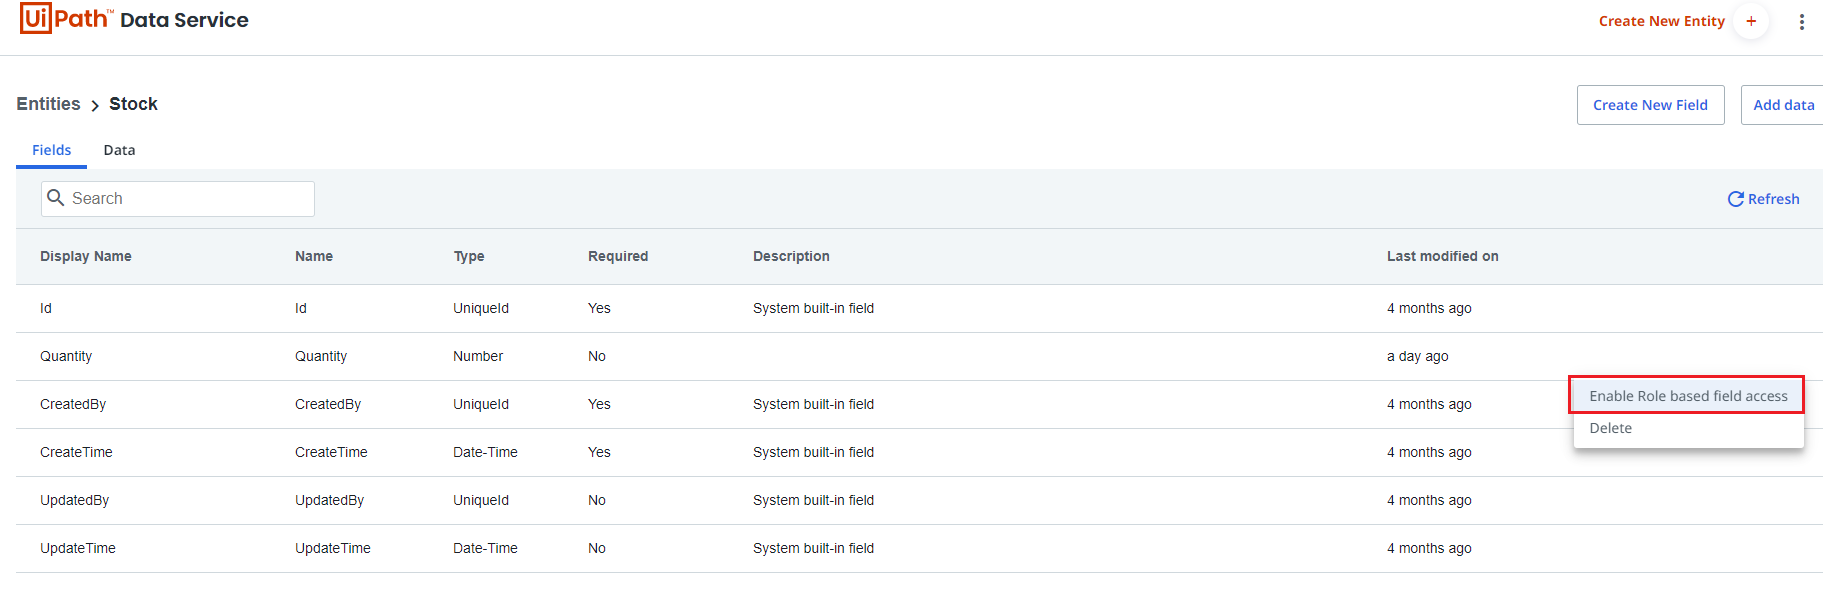 UiPath™ Data Service
Create New Entity +
Entities > Stock
Create New Field
Add data
Fields Data
Search
Refresh
Display Name Name Type Required Description Last modified on
Id Id UniqueId Yes System built-in field 4 months ago
Quantity Quantity Number No a day ago
Enable Role based field access
CreatedBy CreatedBy UniqueId Yes System built-in field 4 months ago
Delete
CreateTime CreateTime Date-Time Yes System built-in field 4 months ago
UpdatedBy UpdatedBy UniqueId No System built-in field 4 months ago
UpdateTime UpdateTime Date-Time No System built-in field 4 months ago